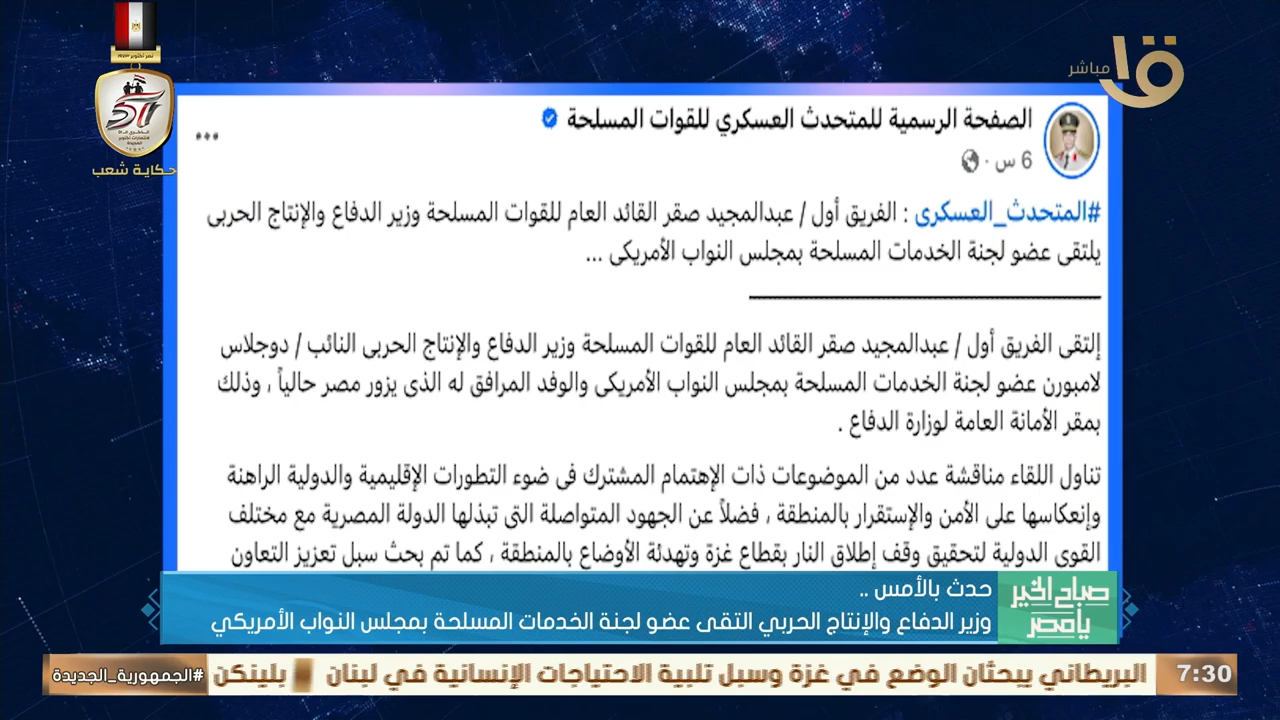 مباشر
حكاية شعب
الصفحة الرسمية للمتحدث العسكري للقوات المسلحة
6 س ·
#المتحدث_العسكرى : الفريق أول / عبدالمجيد صقر القائد العام للقوات المسلحة وزير الدفاع والإنتاج الحربى
يلتقى عضو لجنة الخدمات المسلحة بمجلس النواب الأمريكى ...
إلتقى الفريق أول / عبدالمجيد صقر القائد العام للقوات المسلحة وزير الدفاع والإنتاج الحربى النائب / دوجلاس
لامبورن عضو لجنة الخدمات المسلحة بمجلس النواب الأمريكى والوفد المرافق له الذى يزور مصر حالياً ، وذلك
بمقر الأمانة العامة لوزارة الدفاع .
تناول اللقاء مناقشة عدد من الموضوعات ذات الإهتمام المشترك فى ضوء التطورات الإقليمية والدولية الراهنة
وإنعكاسها على الأمن والإستقرار بالمنطقة ، فضلاً عن الجهود المتواصلة التى تبذلها الدولة المصرية مع مختلف
القوى الدولية لتحقيق وقف إطلاق النار بقطاع غزة وتهدئة الأوضاع بالمنطقة ، كما تم بحث سبل تعزيز التعاون
صباح الخير
يا مصر
حدث بالأمس ..
وزير الدفاع والإنتاج الحربي التقى عضو لجنة الخدمات المسلحة بمجلس النواب الأمريكي
7:30
البريطاني يبحثان الوضع في غزة وسبل تلبية الاحتياجات الإنسانية في لبنان
بلينكن
#الجمهورية_الجديدة